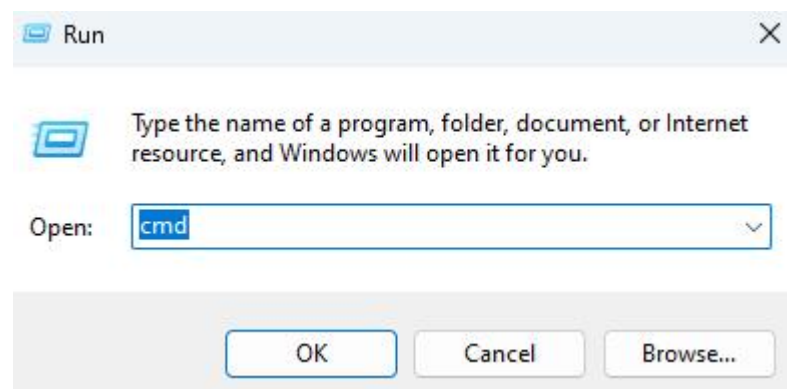 Run
Type the name of a program, folder, document, or Internet
resource, and Windows will open it for you.
Open: cmd
OK Cancel Browse...